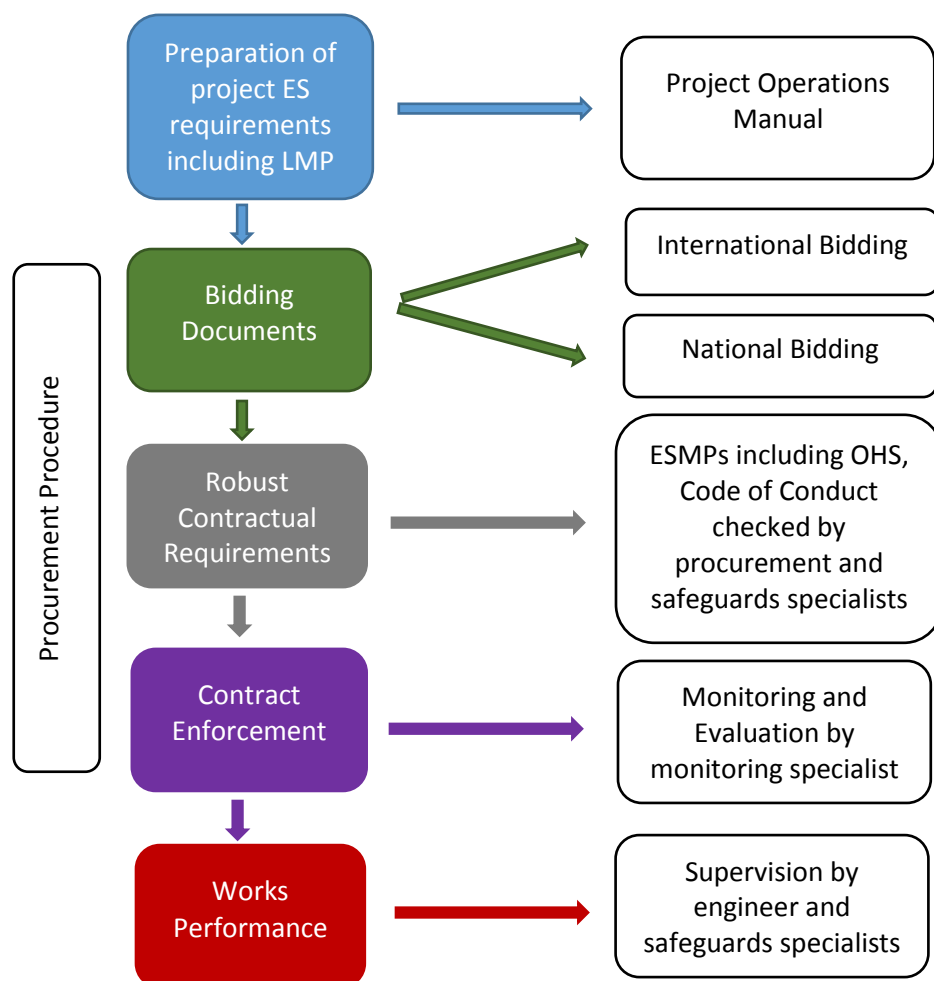 Preparation of
project ES
requirements
including LMP
Project Operations
Manual
Procurement Procedure
Bidding
Documents
International Bidding
National Bidding
Robust
Contractual
Requirements
ESMPs including OHS,
Code of Conduct
checked by
procurement and
safeguards specialists
Contract
Enforcement
Monitoring and
Evaluation by
monitoring specialist
Works
Performance
Supervision by
engineer and
safeguards specialists